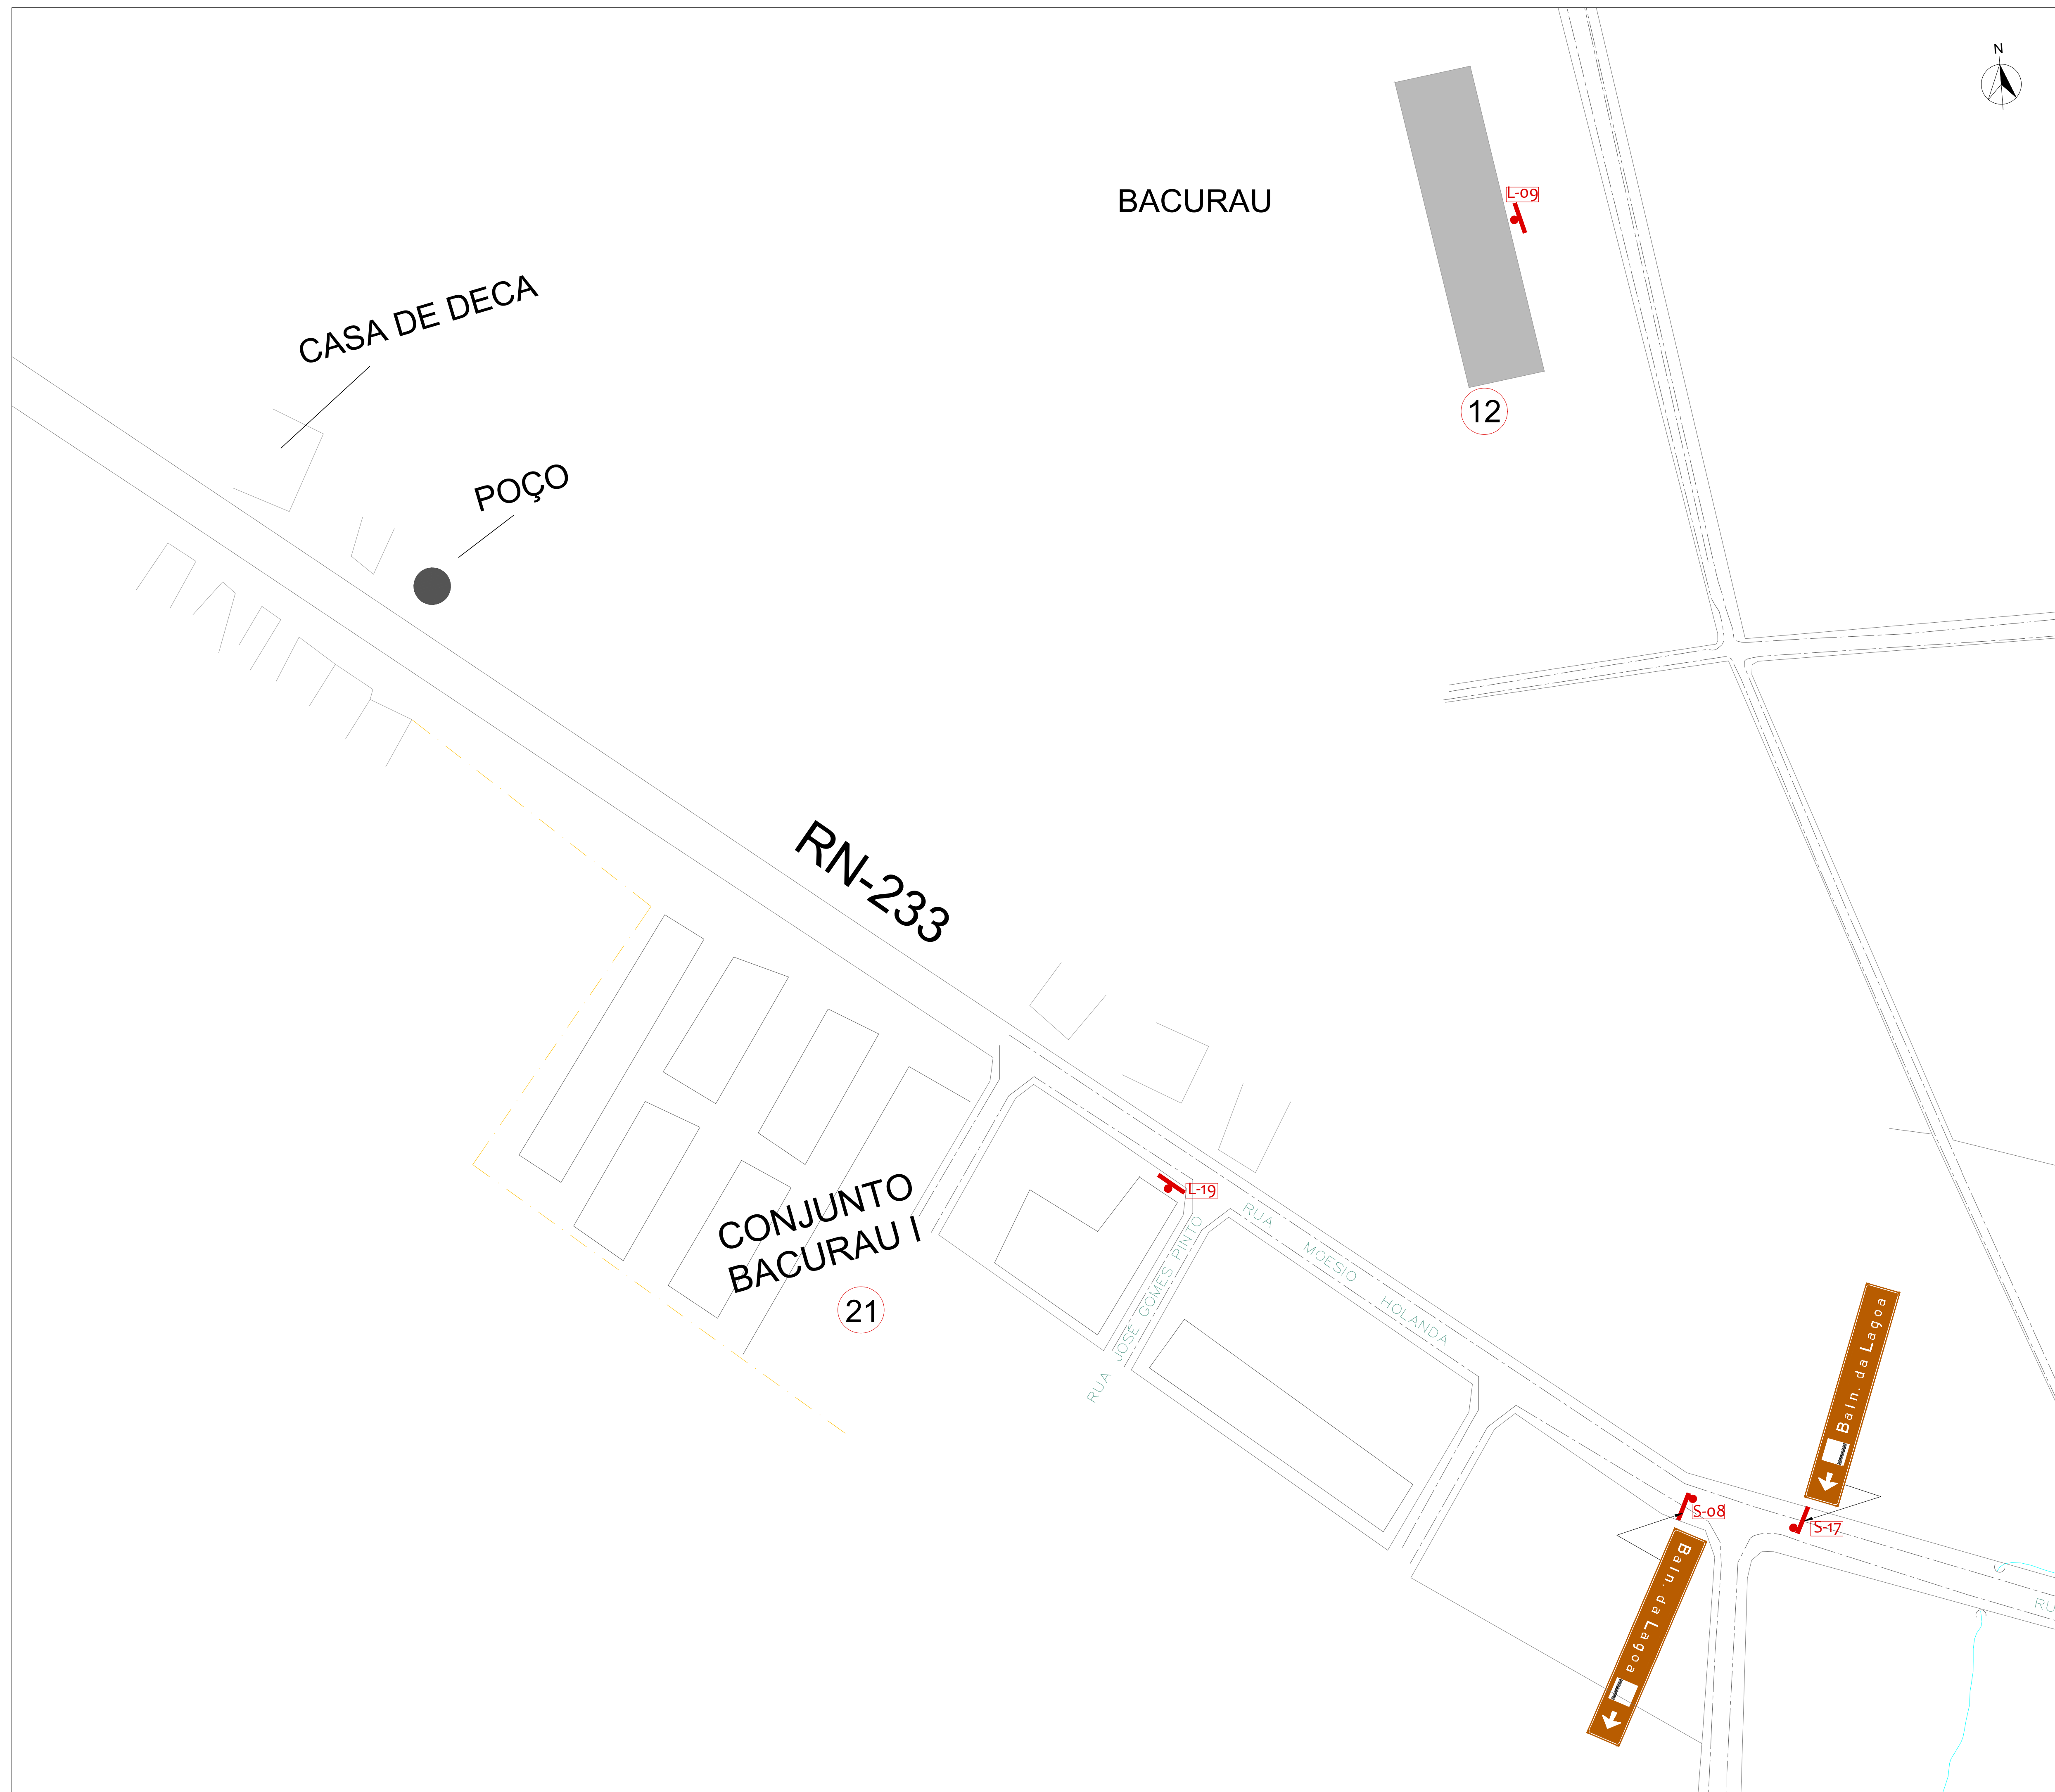 N
L-09
BACURAU
CASA DE DECA
12
POÇO
RN-233
CONJUNTO
BACURAU I
21
L-19
RUA MOESIO HOLANDA
RUA JOSÉ GOMES PINTO
Baln. da Lagoa
S-08
S-17
Baln. da Lagoa